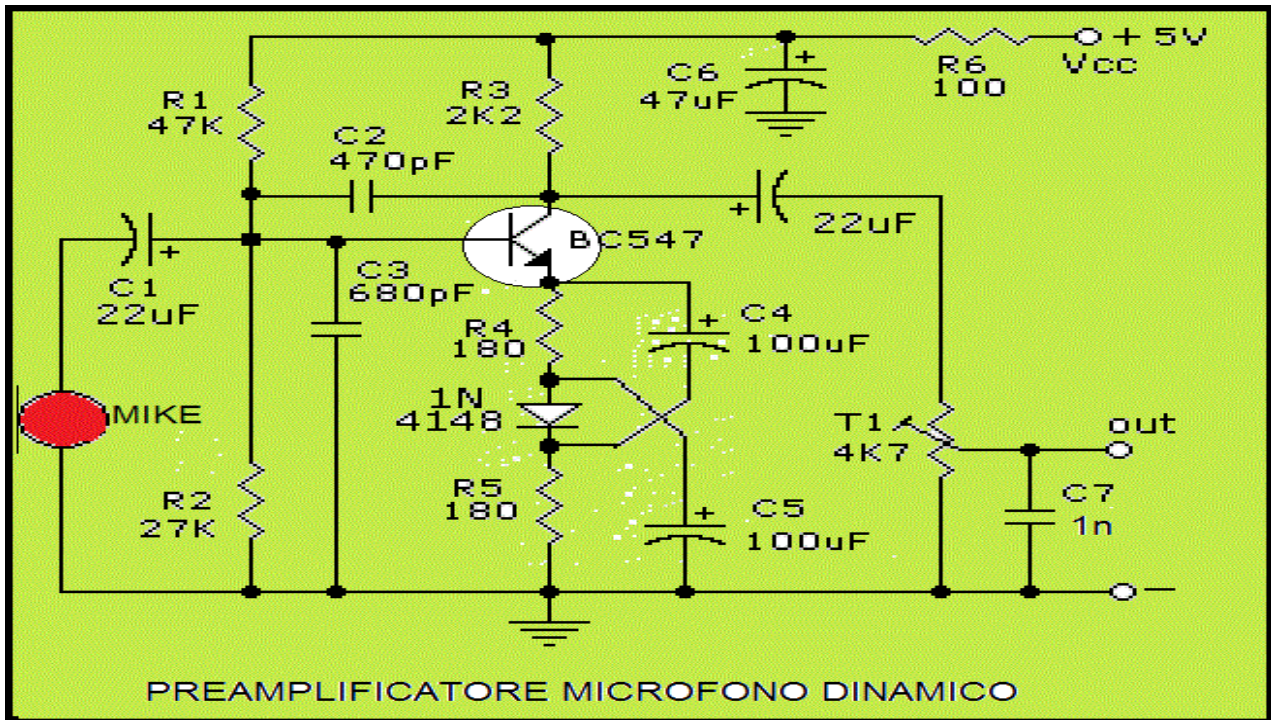 + 5V
Vcc
R6
100
C6
+
47uF
R3
2K2
R1
47K
C2
470pF
+
22uF
BC547
+
C1
22uF
C3
680pF
R4
180
+
C4
100uF
1N
4148
MIKE
T1
4K7
out
R5
180
+
C5
100uF
R2
27K
C7
1n
−
PREAMPLIFICATORE MICROFONO DINAMICO